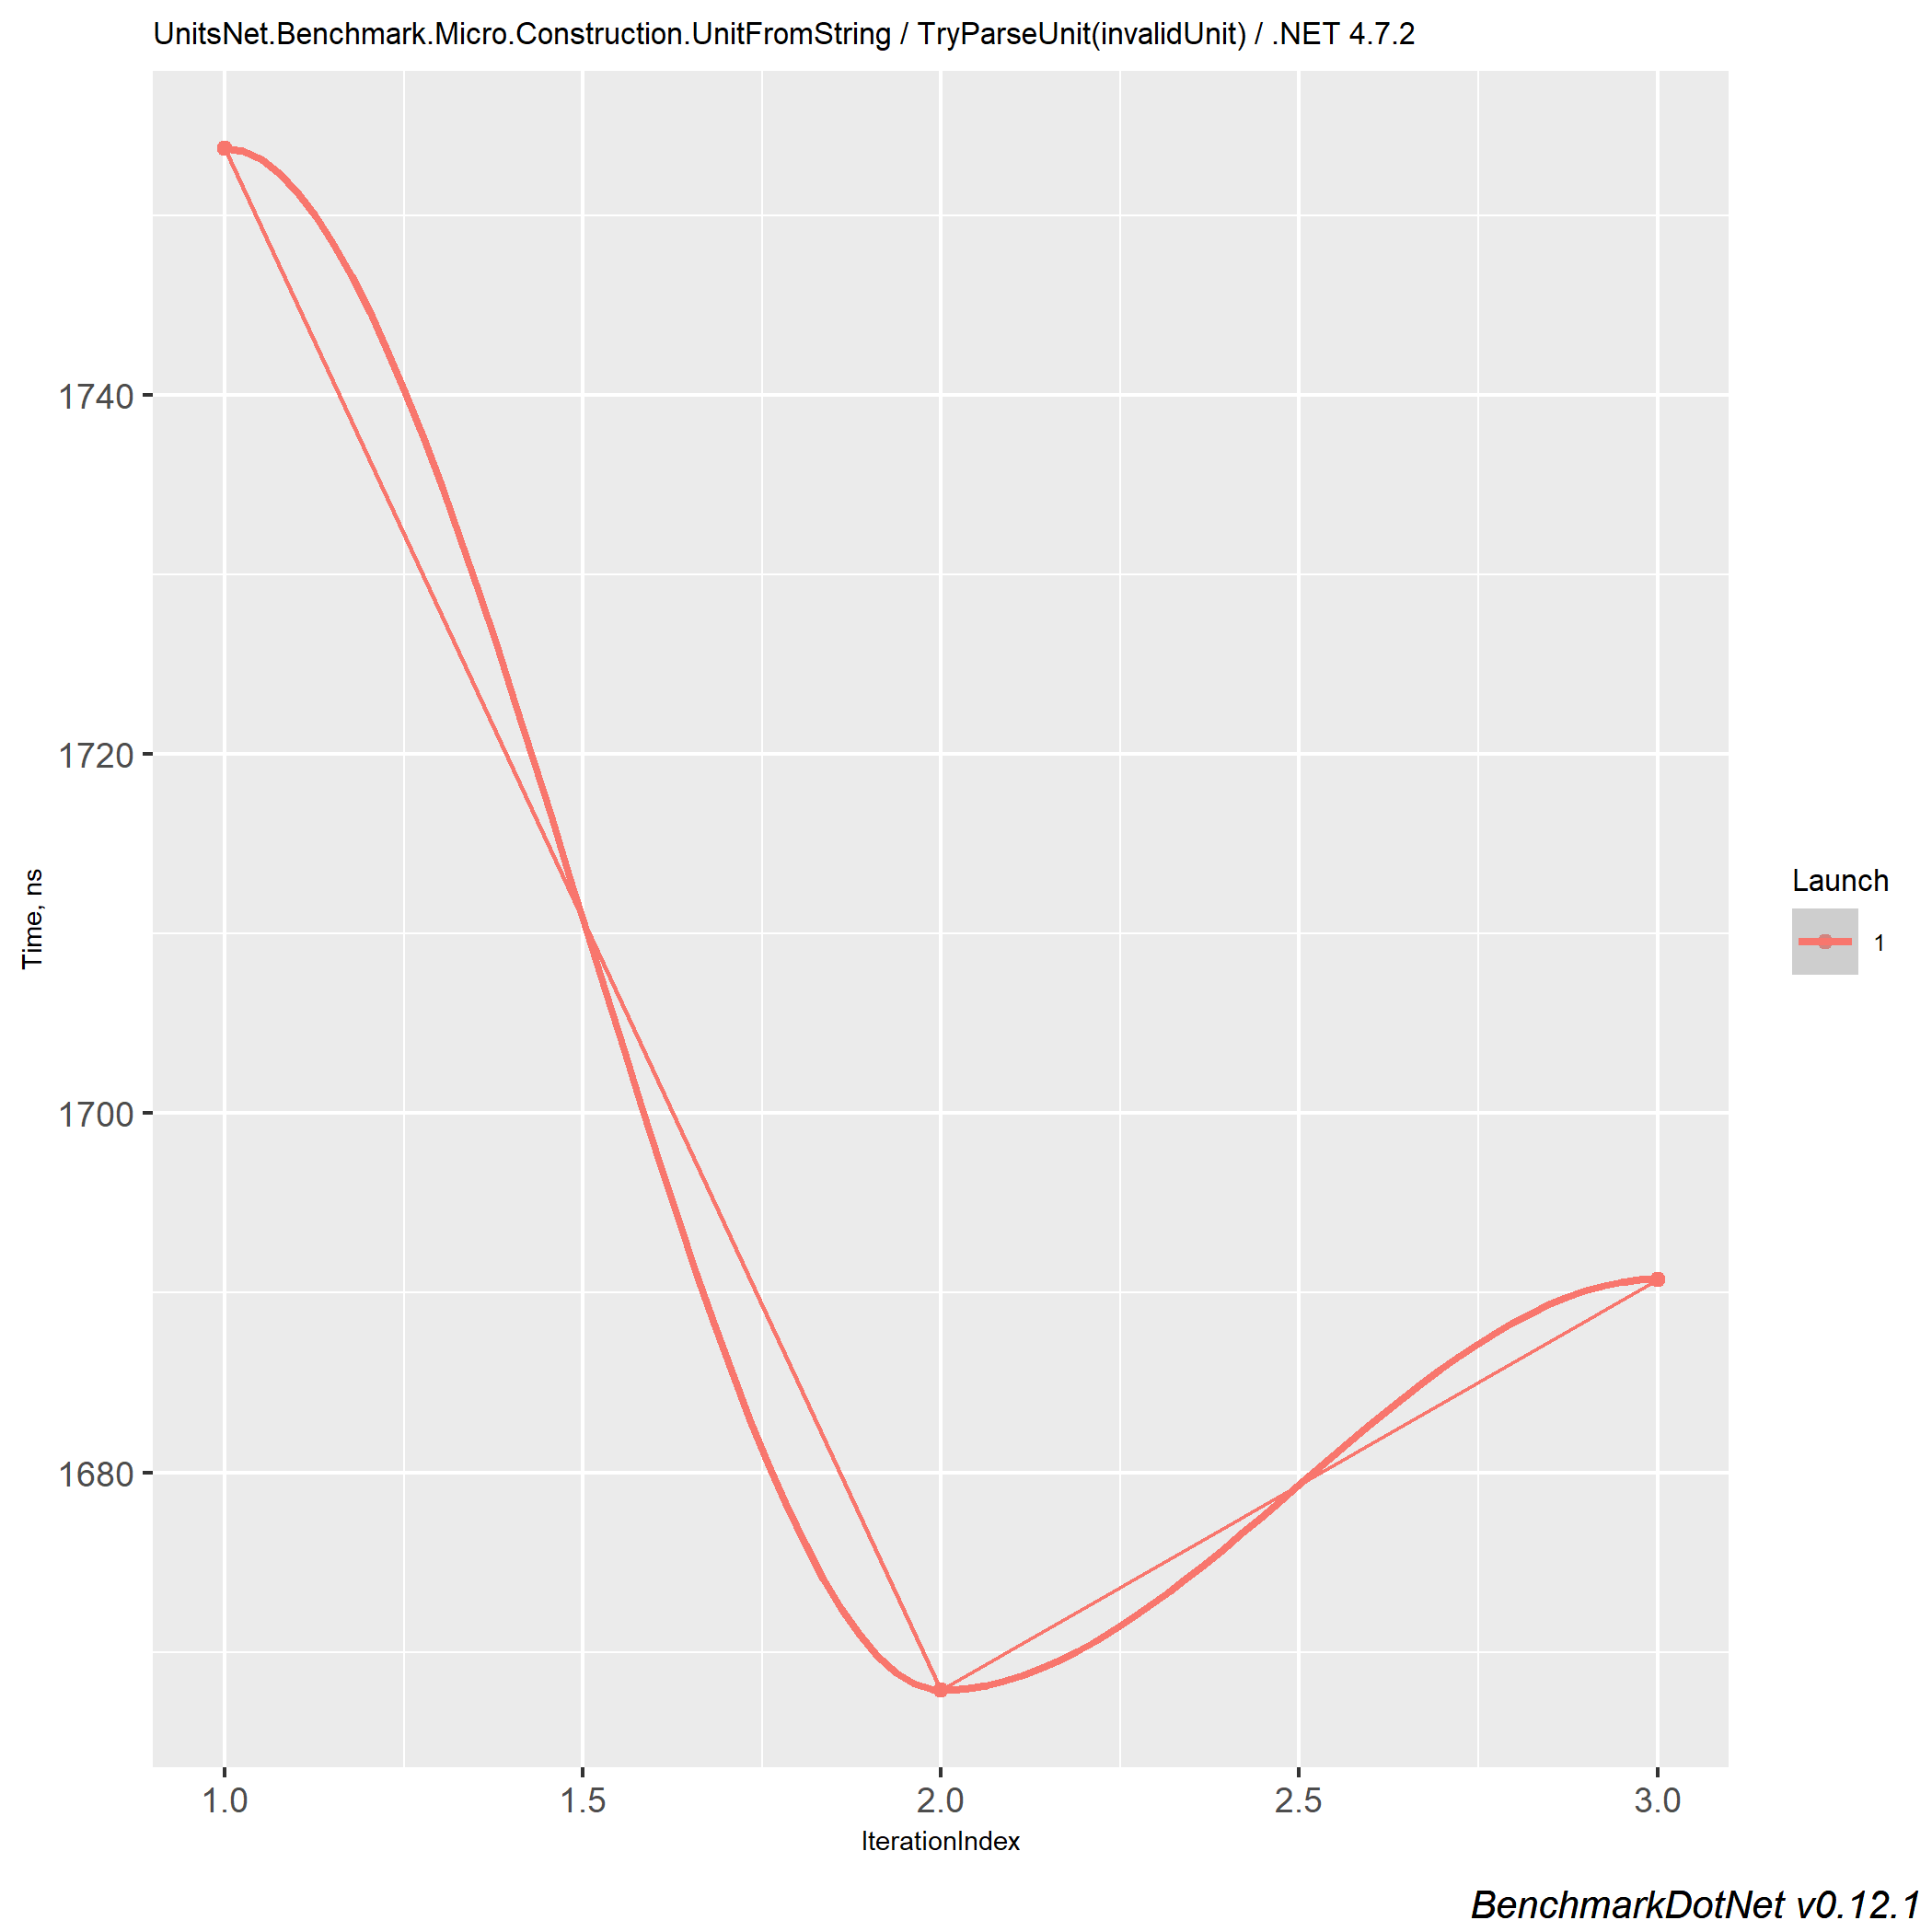 UnitsNet.Benchmark.Micro.Construction.UnitFromString / TryParseUnit(invalidUnit) / .NET 4.7.2
1740
1720
1700
1680
Time, ns
1.0 1.5 2.0 2.5 3.0
IterationIndex
Launch
1
BenchmarkDotNet v0.12.1